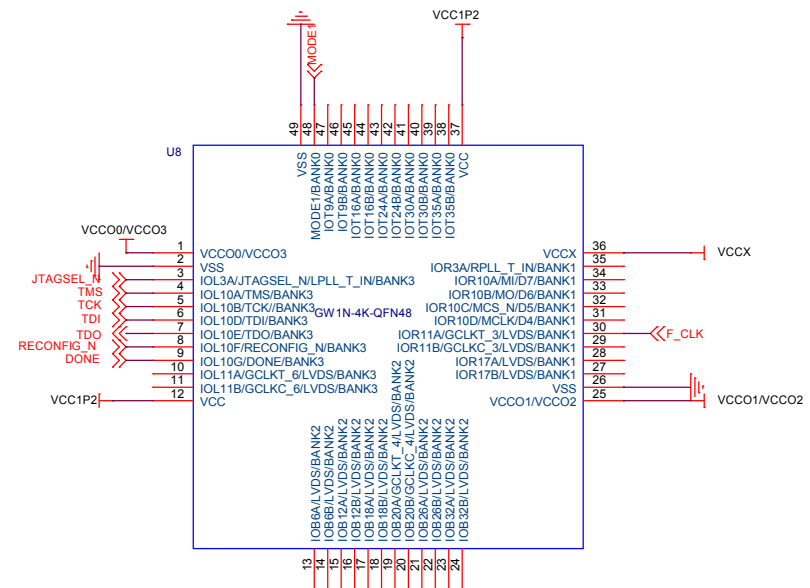 VCC1P2
MODE1
49
48
47
46
45
44
43
42
41
40
39
38
37
U8
VSS
MODE1/BANK0
IOT9A/BANK0
IOT9B/BANK0
IOT16A/BANK0
IOT16B/BANK0
IOT24A/BANK0
IOT24B/BANK0
IOT30A/BANK0
IOT30B/BANK0
IOT35A/BANK0
IOT35B/BANK0
VCC
VCCO0/VCCO3
1 VCCO0/VCCO3
2 VSS
JTAGSEL_N 3 IOL3A/JTAGSEL_N/LPLL_T_IN/BANK3
TMS 4 IOL10A/TMS/BANK3
TCK 5 IOL10B/TCK//BANK3
TDI 6 IOL10D/TDI/BANK3
TDO 7 IOL10E/TDO/BANK3
RECONFIG_N 8 IOL10F/RECONFIG_N/BANK3
DONE 9 IOL10G/DONE/BANK3
10 IOL11A/GCLKT_6/LVDS/BANK3
11 IOL11B/GCLKC_6/LVDS/BANK3
VCC1P2 12 VCC
GW1N-4K-QFN48
VCCX 36 VCCX
IOR3A/RPLL_T_IN/BANK1 35
IOR10A/MI/D7/BANK1 34
IOR10B/MO/D6/BANK1 33
IOR10C/MCS_N/D5/BANK1 32
IOR10D/MCLK/D4/BANK1 31
IOR11A/GCLKT_3/LVDS/BANK1 30 F_CLK
IOR11B/GCLKC_3/LVDS/BANK1 29
IOR17A/LVDS/BANK1 28
IOR17B/LVDS/BANK1 27
VSS 26
VCCO1/VCCO2 25 VCCO1/VCCO2
IOB6A/LVDS/BANK2
IOB6B/LVDS/BANK2
IOB12A/LVDS/BANK2
IOB12B/LVDS/BANK2
IOB18A/LVDS/BANK2
IOB18B/LVDS/BANK2
IOB20A/GCLKT_4/LVDS/BANK2
IOB20B/GCLKC_4/LVDS/BANK2
IOB26A/LVDS/BANK2
IOB26B/LVDS/BANK2
IOB32A/LVDS/BANK2
IOB32B/LVDS/BANK2
13
14
15
16
17
18
19
20
21
22
23
24